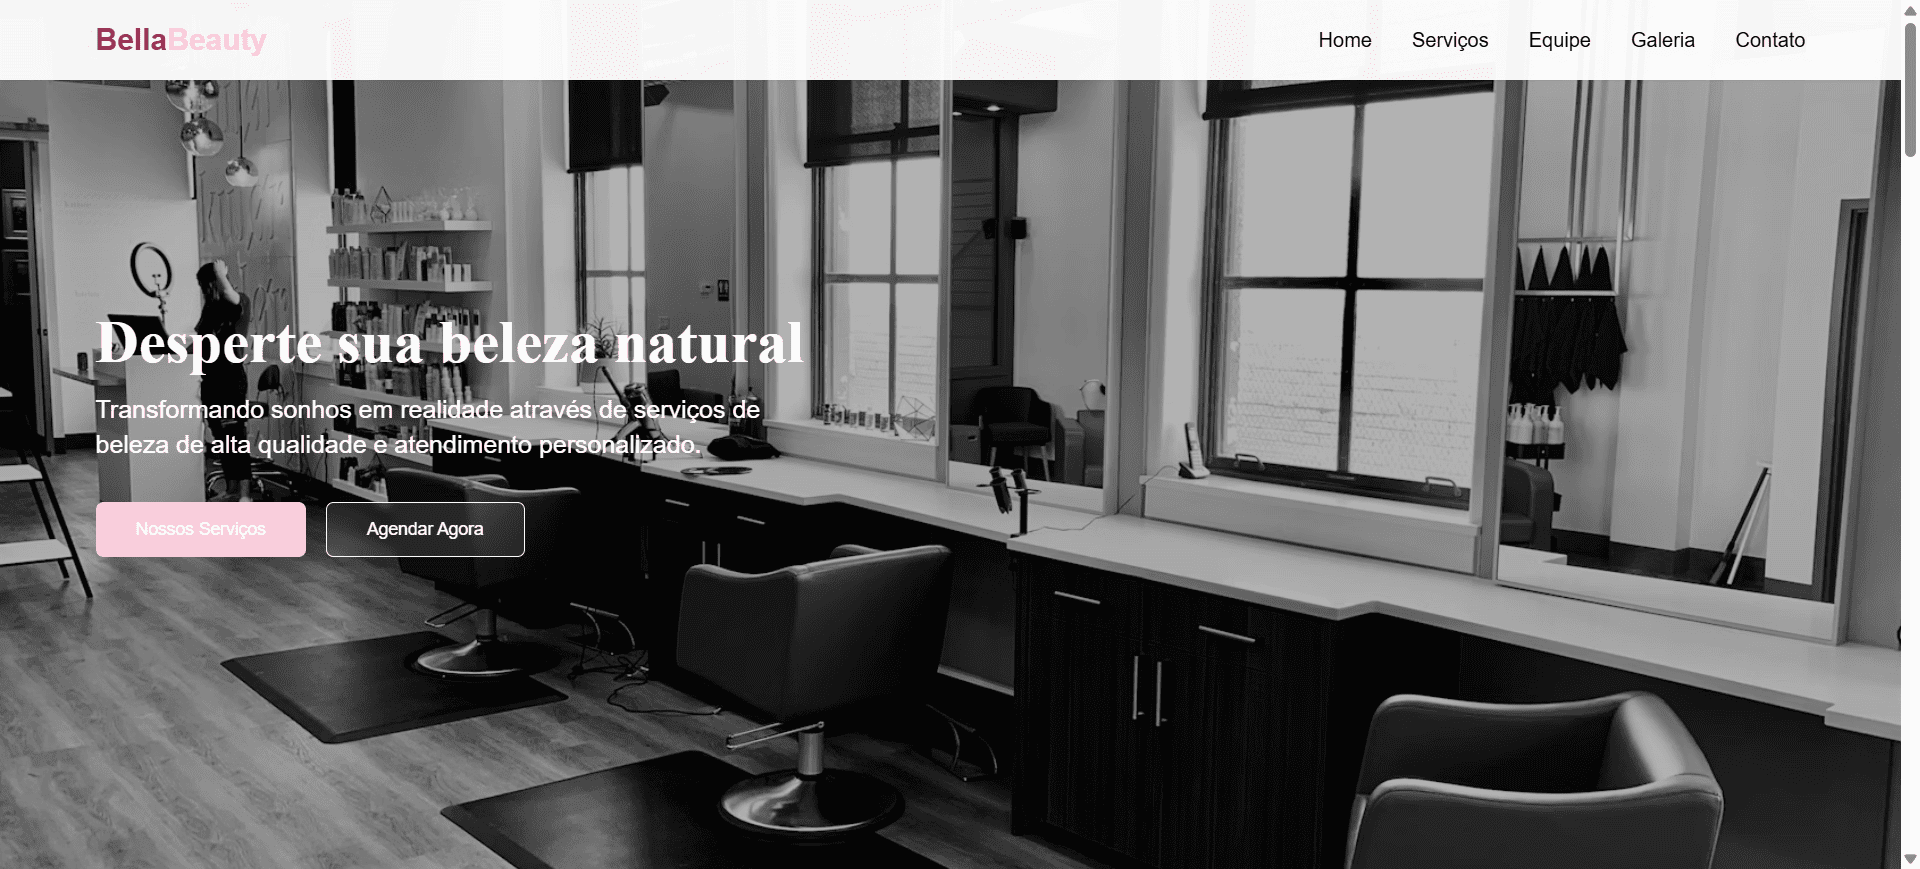 BellaBeauty
Home Serviços Equipe Galeria Contato
Desperte sua beleza natural
Transformando sonhos em realidade através de serviços de
beleza de alta qualidade e atendimento personalizado.
Nossos Serviços Agendar Agora